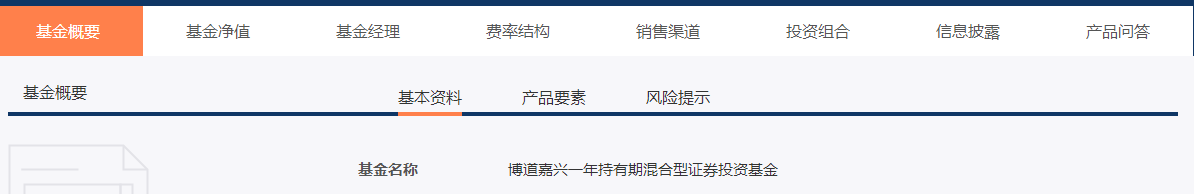 基金概要 基金净值 基金经理 费率结构 销售渠道 投资组合 信息披露 产品问答
基金概要 基本资料 产品要素 风险提示
基金名称 博道嘉兴一年持有期混合型证券投资基金